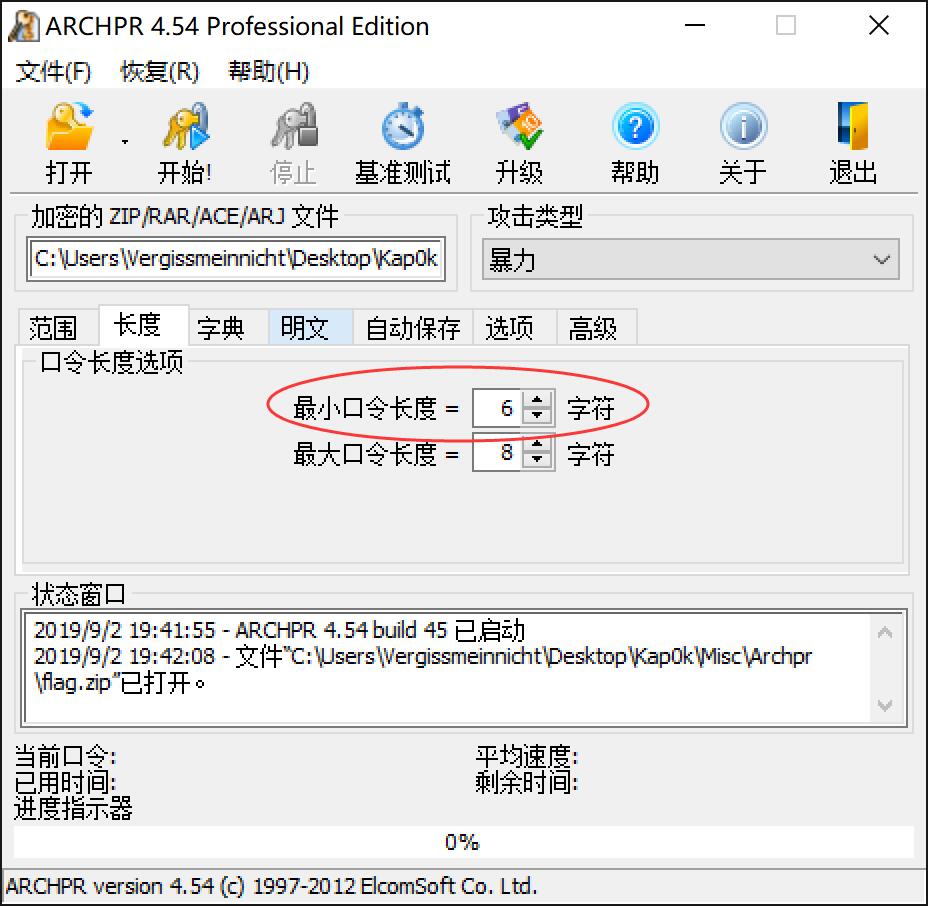 ARCHPR 4.54 Professional Edition
文件(F) 恢复(R) 帮助(H)
打开 开始! 停止 基准测试 升级 帮助 关于 退出
加密的 ZIP/RAR/ACE/ARJ 文件 攻击类型
C:\Users\Vergissmeinnicht\Desktop\Kap0k 暴力
范围 长度 字典 明文 自动保存 选项 高级
口令长度选项
最小口令长度 = 6 字符
最大口令长度 = 8 字符
状态窗口
2019/9/2 19:41:55 - ARCHPR 4.54 build 45 已启动
2019/9/2 19:42:08 - 文件“C:\Users\Vergissmeinnicht\Desktop\Kap0k\Misc\Archpr
\flag.zip”已打开。
当前口令: 平均速度:
已用时间: 剩余时间:
进度指示器
0%
ARCHPR version 4.54 (c) 1997-2012 ElcomSoft Co. Ltd.